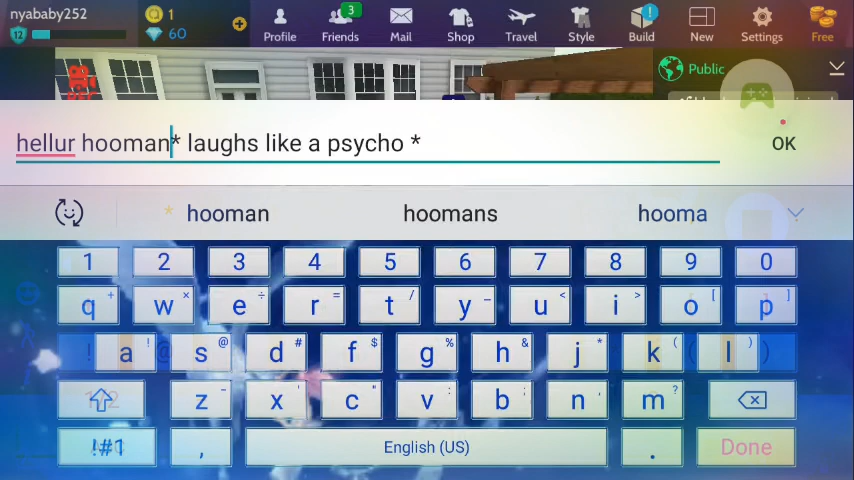 nyababy252 1
12 60
Profile Friends 3 Mail Shop Travel Style Build ! New Settings Free
Public
hellur hooman* laughs like a psycho * OK
* hooman hoomans hooma
1 2 3 4 5 6 7 8 9 0
q + w × e ÷ r = t / y _ u < i > o [ p ]
a ! s @ d # f $ g % h & j * k ( l )
z - x ' c " v : b ; n , m ?
!#1 , English (US) . Done